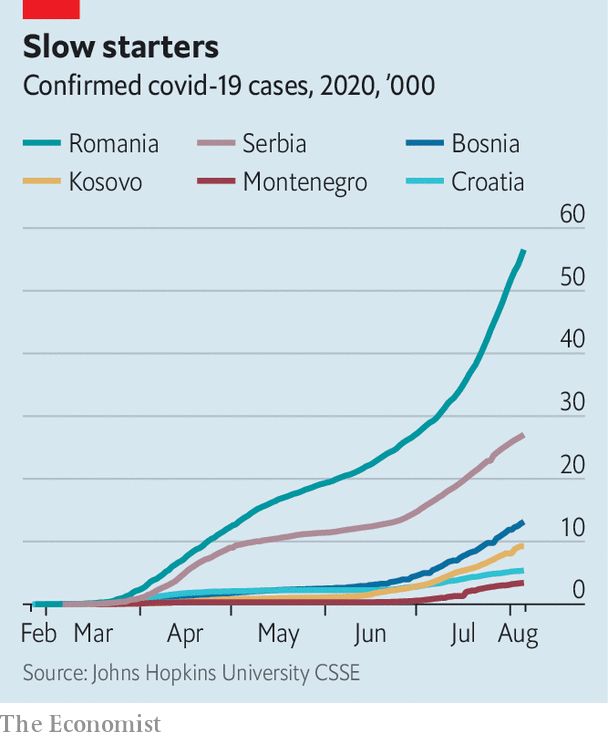 Slow starters
Confirmed covid-19 cases, 2020, ’000
Romania Serbia Bosnia
Kosovo Montenegro Croatia
60
50
40
30
20
10
0
Feb Mar Apr May Jun Jul Aug
Source: Johns Hopkins University CSSE
The Economist